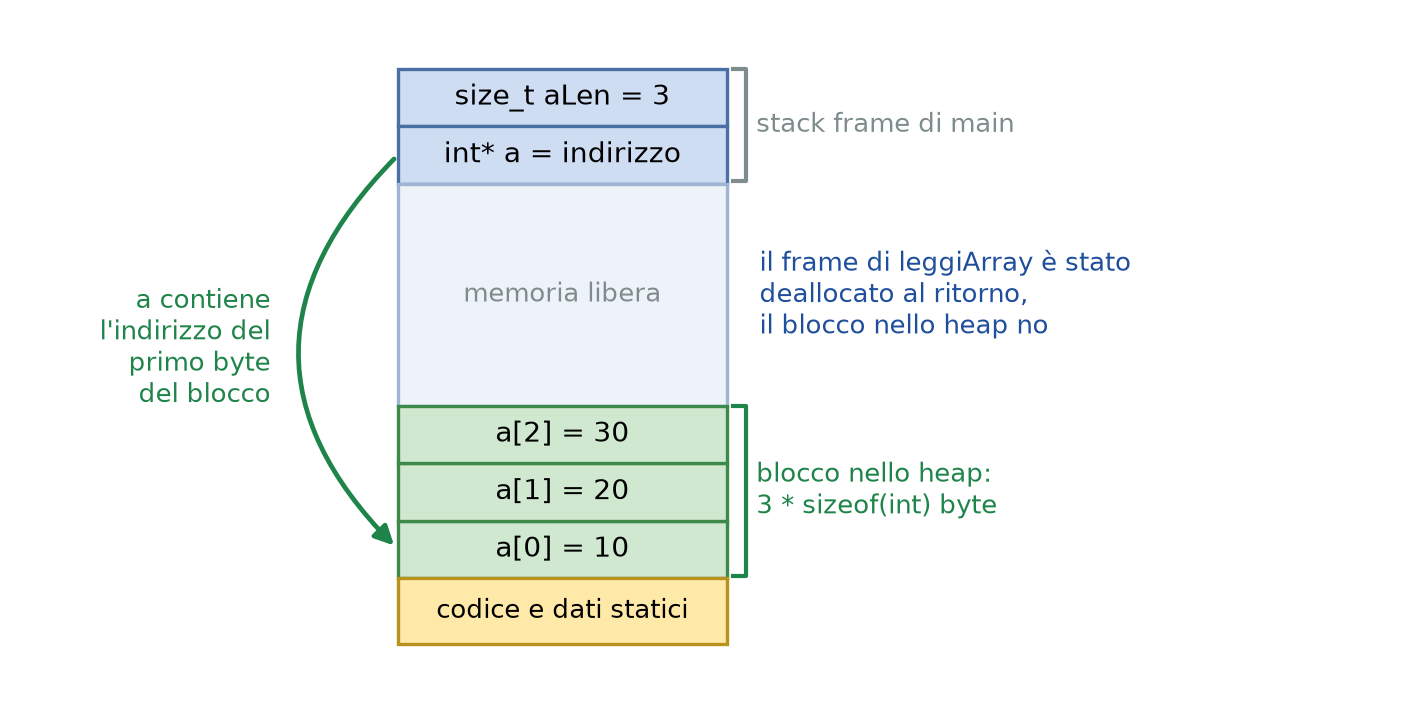 size_t aLen = 3
int* a = indirizzo
stack frame di main
memoria libera
il frame di leggiArray è stato
deallocato al ritorno,
il blocco nello heap no
a contiene
l'indirizzo del
primo byte
del blocco
a[2] = 30
a[1] = 20
a[0] = 10
blocco nello heap:
3 * sizeof(int) byte
codice e dati statici